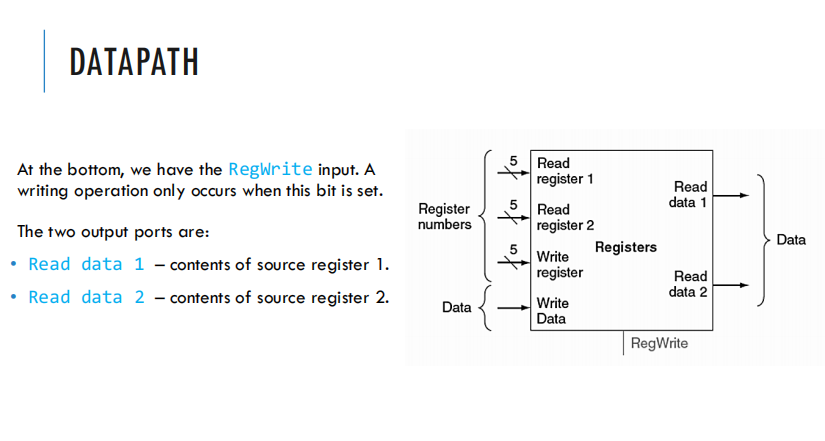 DATAPATH
At the bottom, we have the RegWrite input. A
writing operation only occurs when this bit is set.
The two output ports are:
• Read data 1 – contents of source register 1.
• Read data 2 – contents of source register 2.
Register
numbers
Data
5
5
5
Read
register 1
Read
register 2
Write
register
Write
Data
Registers
Read
data 1
Read
data 2
Data
RegWrite